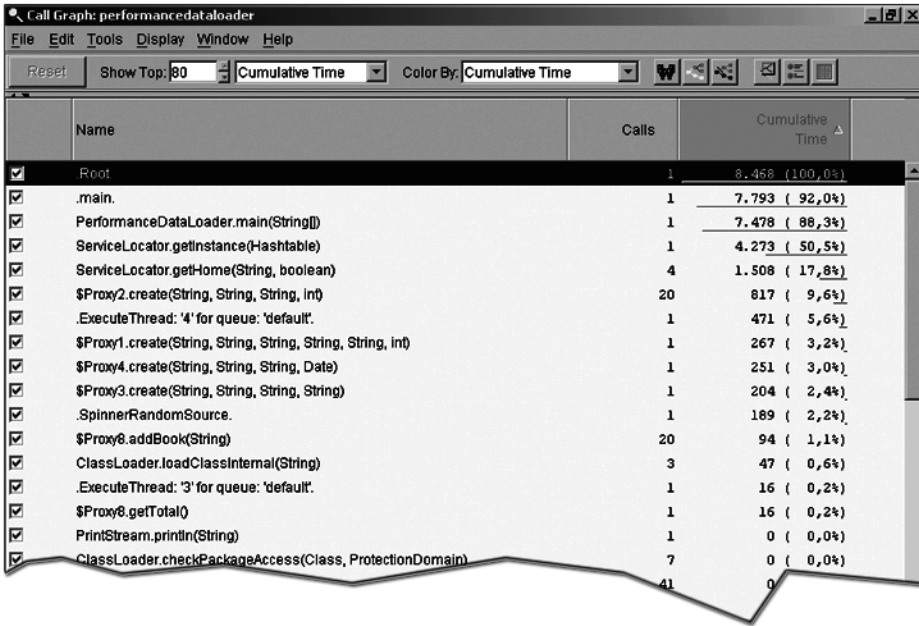 Call Graph: performancedataloader
File Edit Tools Display Window Help
Reset Show Top: 80 Cumulative Time Color By: Cumulative Time
Name Calls Cumulative Time
.Root 1 8.468 (100,0%)
.main. 1 7.793 ( 92,0%)
PerformanceDataLoader.main(String[]) 1 7.478 ( 88,3%)
ServiceLocator.getInstance(Hashtable) 1 4.273 ( 50,5%)
ServiceLocator.getHome(String, boolean) 4 1.508 ( 17,8%)
$Proxy2.create(String, String, String, int) 20 817 ( 9,6%)
.ExecuteThread: '4' for queue: 'default'. 1 471 ( 5,6%)
$Proxy1.create(String, String, String, String, String, int) 1 267 ( 3,2%)
$Proxy4.create(String, String, String, Date) 1 251 ( 3,0%)
$Proxy3.create(String, String, String, String) 1 204 ( 2,4%)
.SpinnerRandomSource. 1 189 ( 2,2%)
$Proxy8.addBook(String) 20 94 ( 1,1%)
ClassLoader.loadClassInternal(String) 3 47 ( 0,6%)
.ExecuteThread: '3' for queue: 'default'. 1 16 ( 0,2%)
$Proxy8.getTotal() 1 16 ( 0,2%)
PrintStream.println(String) 1 0 ( 0,0%)
ClassLoader.checkPackageAccess(Class, ProtectionDomain) 7 0 ( 0,0%)
41 0